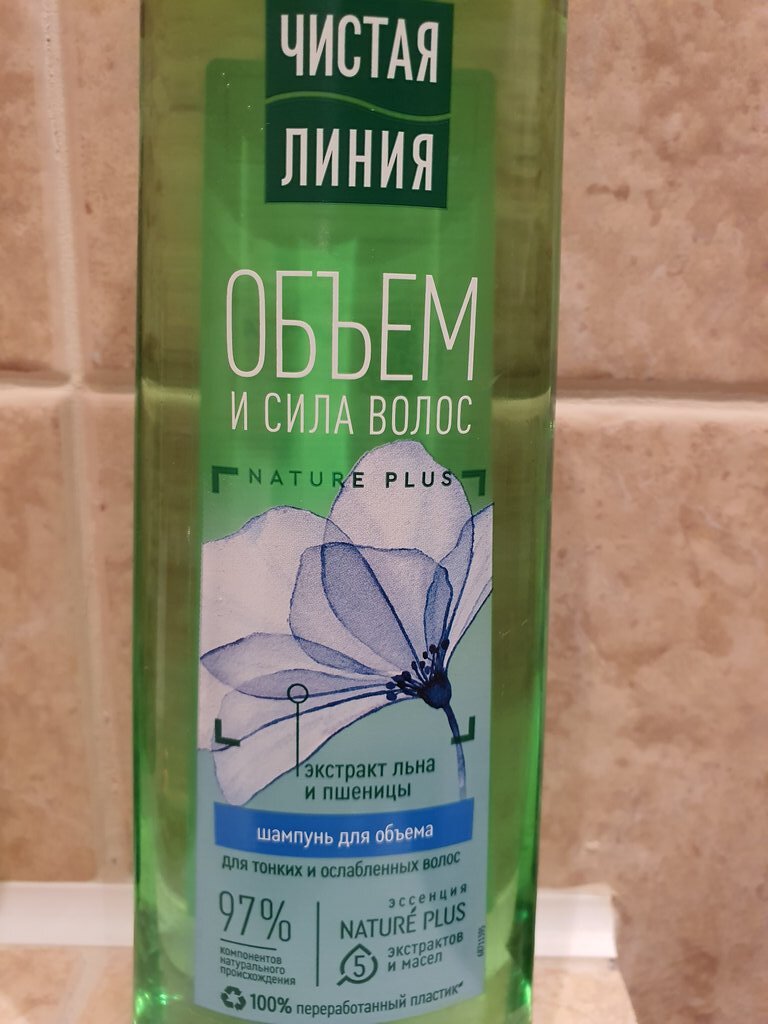 ЧИСТАЯ
ЛИНИЯ
ОБЪЕМ
И СИЛА ВОЛОС
NATURE PLUS
экстракт льна
и пшеницы
шампунь для объема
для тонких и ослабленных волос
97%
компонентов
натурального
происхождения
эссенция
NATURÉ PLUS
5 экстрактов
и масел
100% переработанный пластик